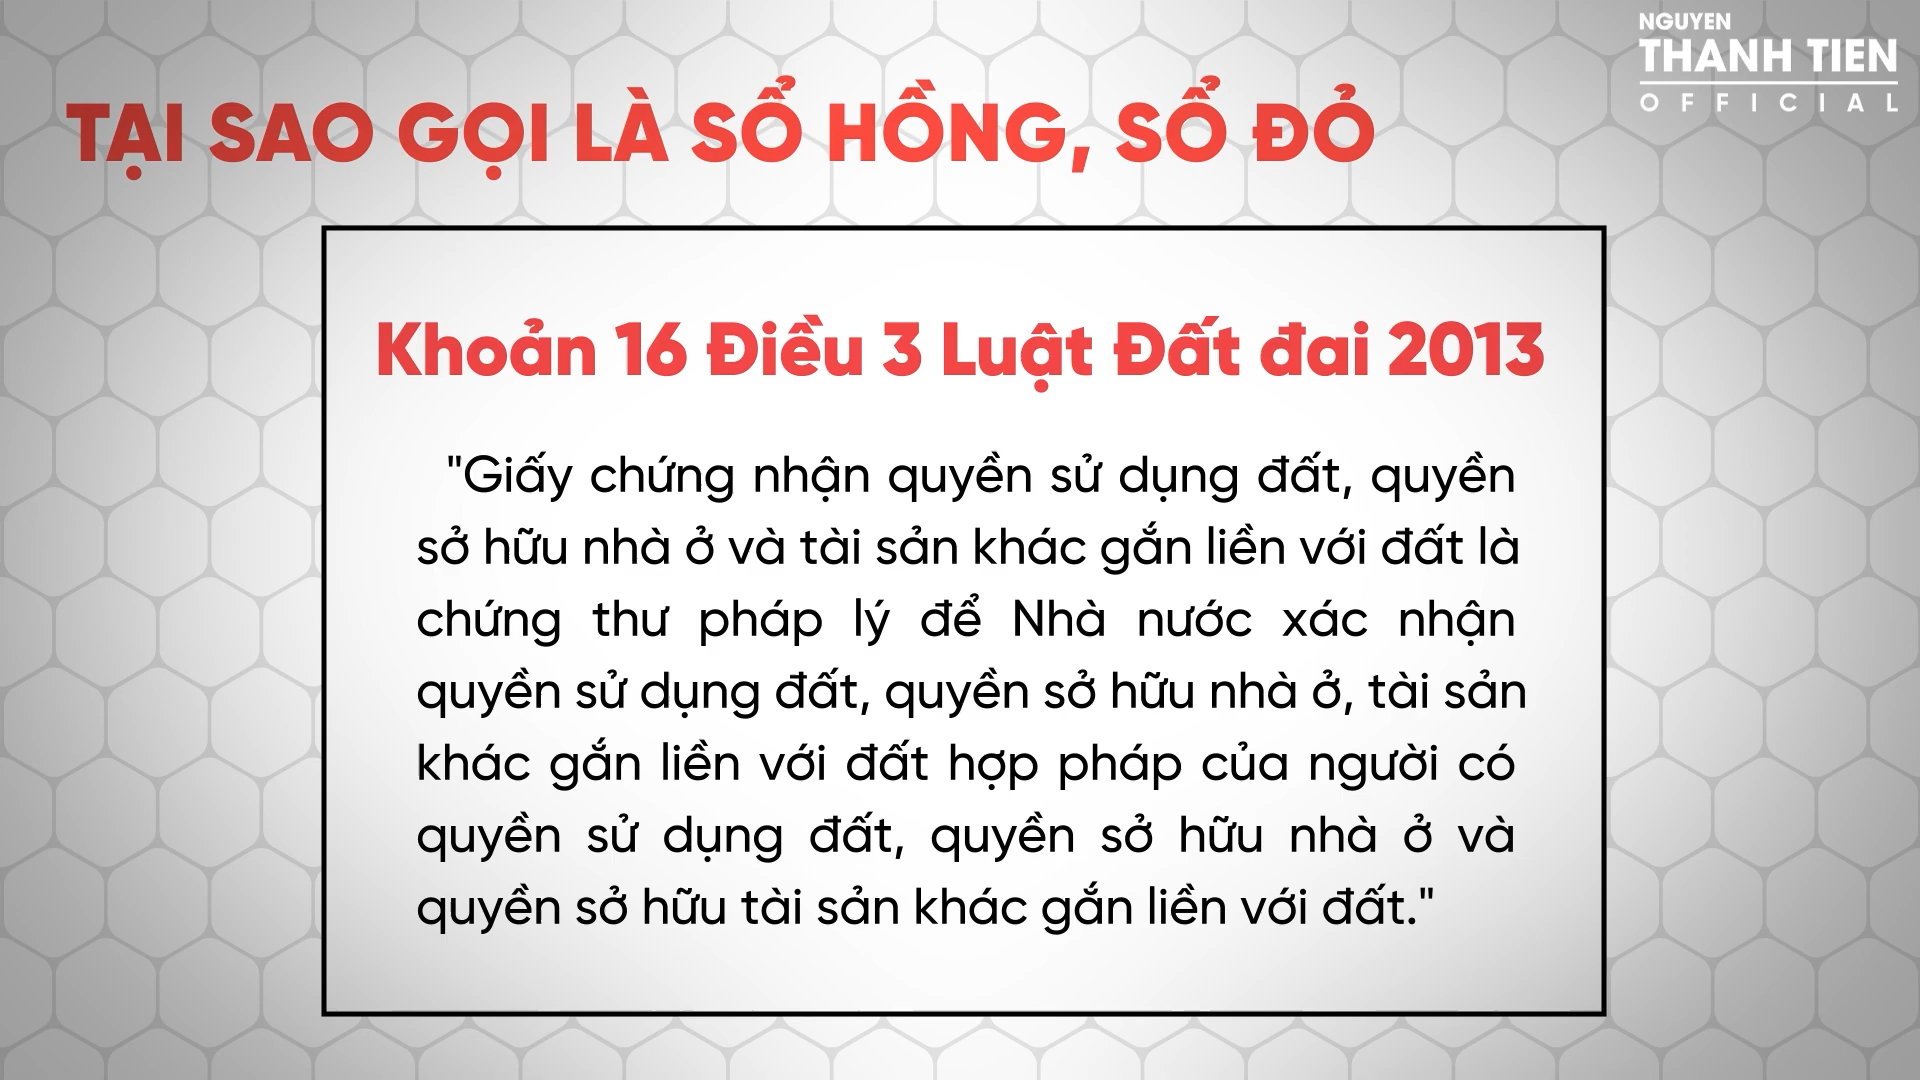 NGUYEN
THANH TIEN
OFFICIAL
TẠI SAO GỌI LÀ SỔ HỒNG, SỔ ĐỎ
Khoản 16 Điều 3 Luật Đất đai 2013
"Giấy chứng nhận quyền sử dụng đất, quyền
sở hữu nhà ở và tài sản khác gắn liền với đất là
chứng thư pháp lý để Nhà nước xác nhận
quyền sử dụng đất, quyền sở hữu nhà ở, tài sản
khác gắn liền với đất hợp pháp của người có
quyền sử dụng đất, quyền sở hữu nhà ở và
quyền sở hữu tài sản khác gắn liền với đất."